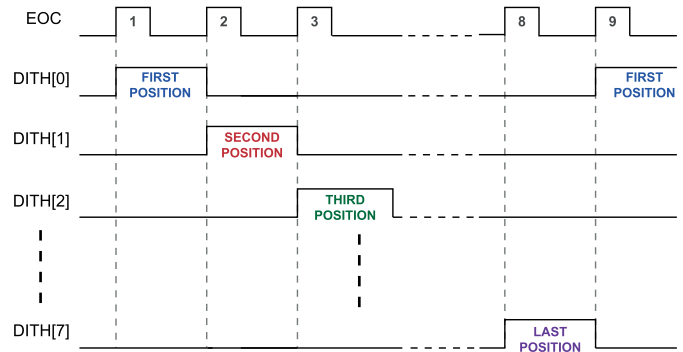 EOC 1 2 3 8 9
DITH[0] FIRST POSITION FIRST POSITION
DITH[1] SECOND POSITION
DITH[2] THIRD POSITION
DITH[7] LAST POSITION